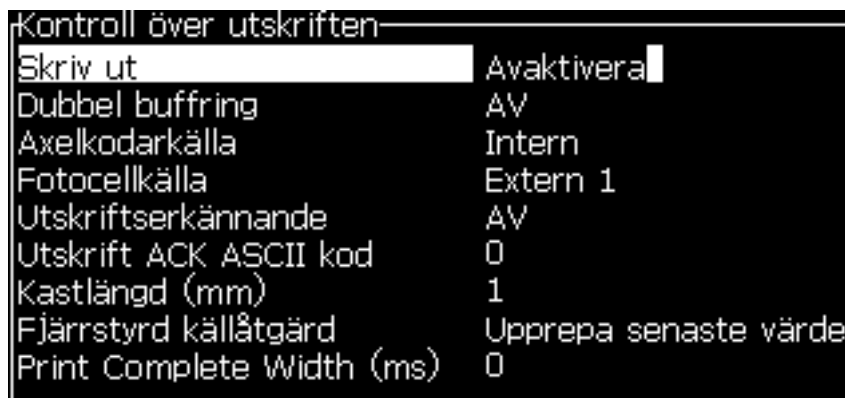 Kontroll över utskriften
Skriv ut Avaktivera
Dubbel buffring AV
Axelkodarkälla Intern
Fotocellkälla Extern 1
Utskriftserkännande AV
Utskrift ACK ASCII kod 0
Kastlängd (mm) 1
Fjärrstyrd källåtgärd Upprepa senaste värde
Print Complete Width (ms) 0